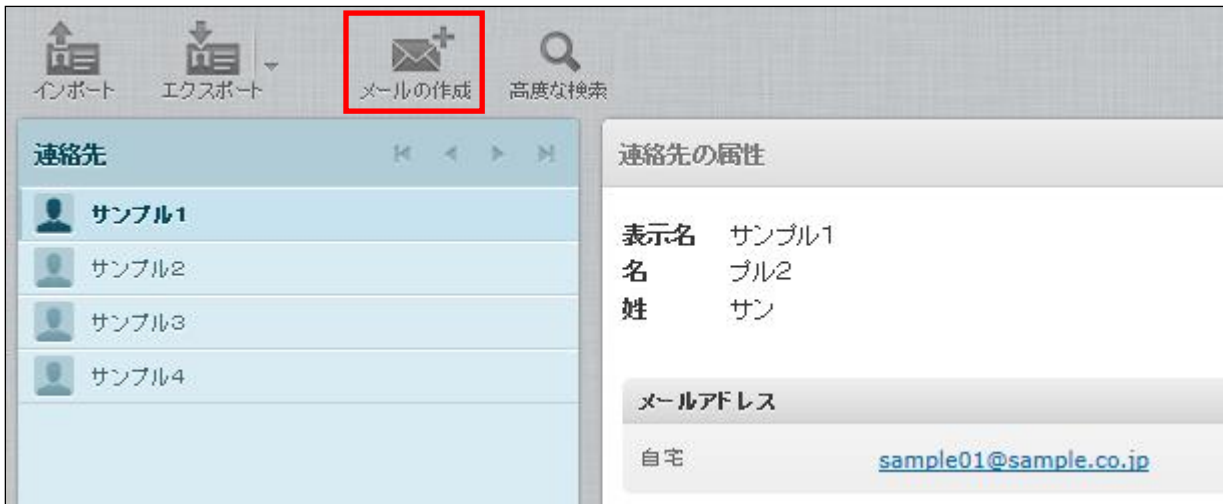 インポート エクスポート メールの作成 高度な検索
連絡先
サンプル1
サンプル2
サンプル3
サンプル4
連絡先の属性
表示名 サンプル1
名 プル2
姓 サン
メールアドレス
自宅 sample01@sample.co.jp